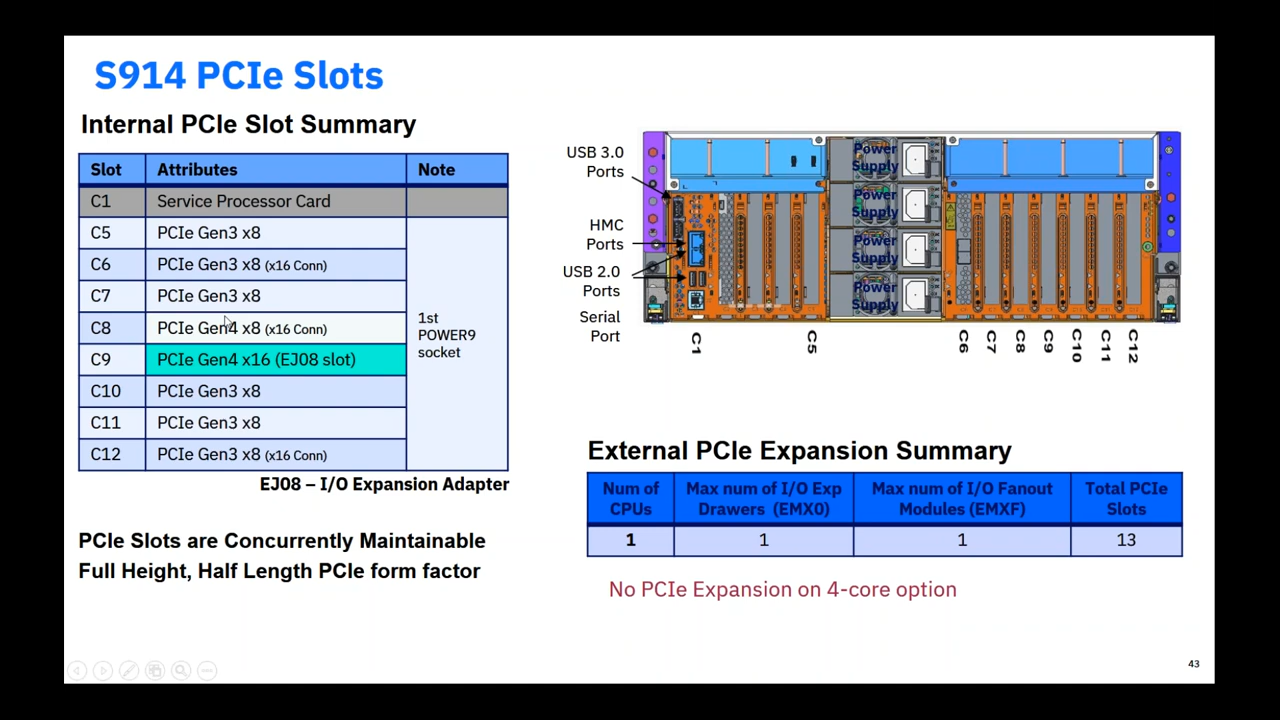 S914 PCIe Slots
Internal PCIe Slot Summary
Slot Attributes Note
C1 Service Processor Card
C5 PCIe Gen3 x8
C6 PCIe Gen3 x8 (x16 Conn)
C7 PCIe Gen3 x8
C8 PCIe Gen4 x8 (x16 Conn)
C9 PCIe Gen4 x16 (EJ08 slot)
C10 PCIe Gen3 x8
C11 PCIe Gen3 x8
C12 PCIe Gen3 x8 (x16 Conn)
1st
POWER9
socket
EJ08 – I/O Expansion Adapter
PCIe Slots are Concurrently Maintainable
Full Height, Half Length PCIe form factor
USB 3.0
Ports
HMC
Ports
USB 2.0
Ports
Serial
Port
Power
Supply
Power
Supply
Power
Supply
Power
Supply
C1
C5
C6
C7
C8
C9
C10
C11
C12
External PCIe Expansion Summary
Num of
CPUs
Max num of I/O Exp
Drawers (EMX0)
Max num of I/O Fanout
Modules (EMXF)
Total PCIe
Slots
1 1 1 13
No PCIe Expansion on 4-core option
43